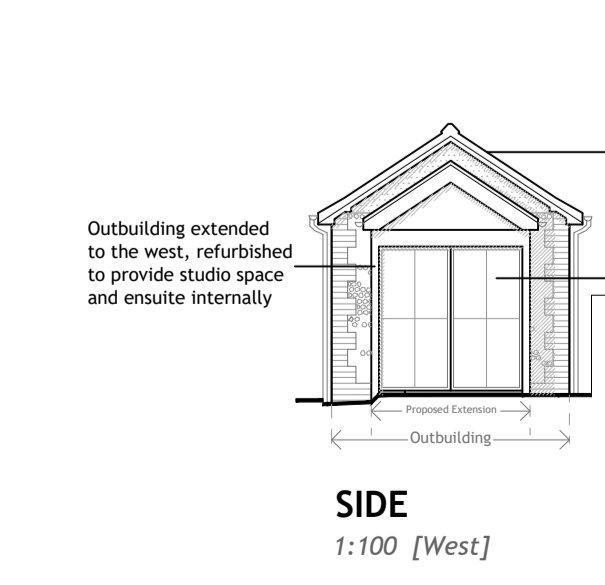 Outbuilding extended
to the west, refurbished
to provide studio space
and ensuite internally
Proposed Extension
Outbuilding
SIDE
1:100 [West]